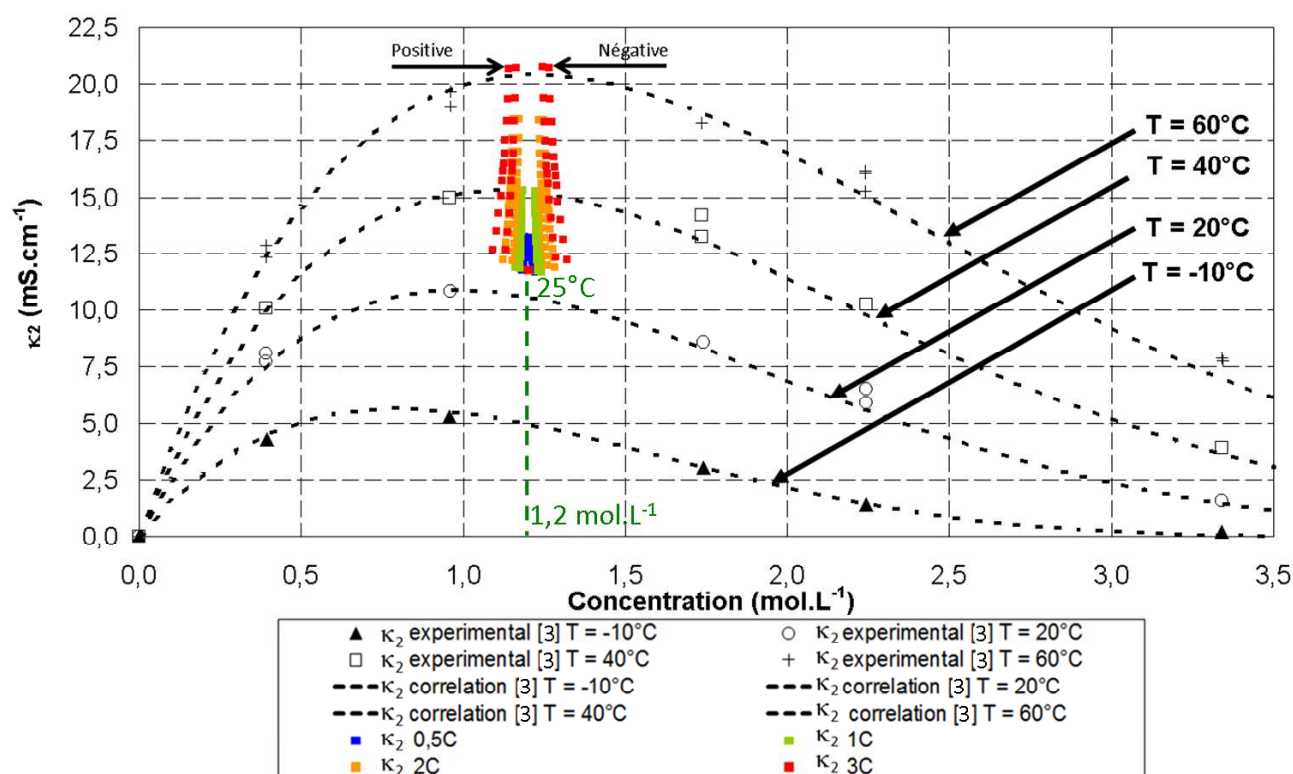 22,5
Positive
Négative
20,0
17,5
15,0
12,5
10,0
7,5
5,0
2,5
0,0
κ2 (mS.cm-1)
T = 60°C
T = 40°C
T = 20°C
T = -10°C
25°C
1,2 mol.L-1
0,0 0,5 1,0 1,5 2,0 2,5 3,0 3,5
Concentration (mol.L-1)
κ2 experimental [3] T = -10°C
κ2 experimental [3] T = 20°C
κ2 experimental [3] T = 40°C
κ2 experimental [3] T = 60°C
κ2 correlation [3] T = -10°C
κ2 correlation [3] T = 20°C
κ2 correlation [3] T = 40°C
κ2 correlation [3] T = 60°C
κ2 0,5C
κ2 1C
κ2 2C
κ2 3C